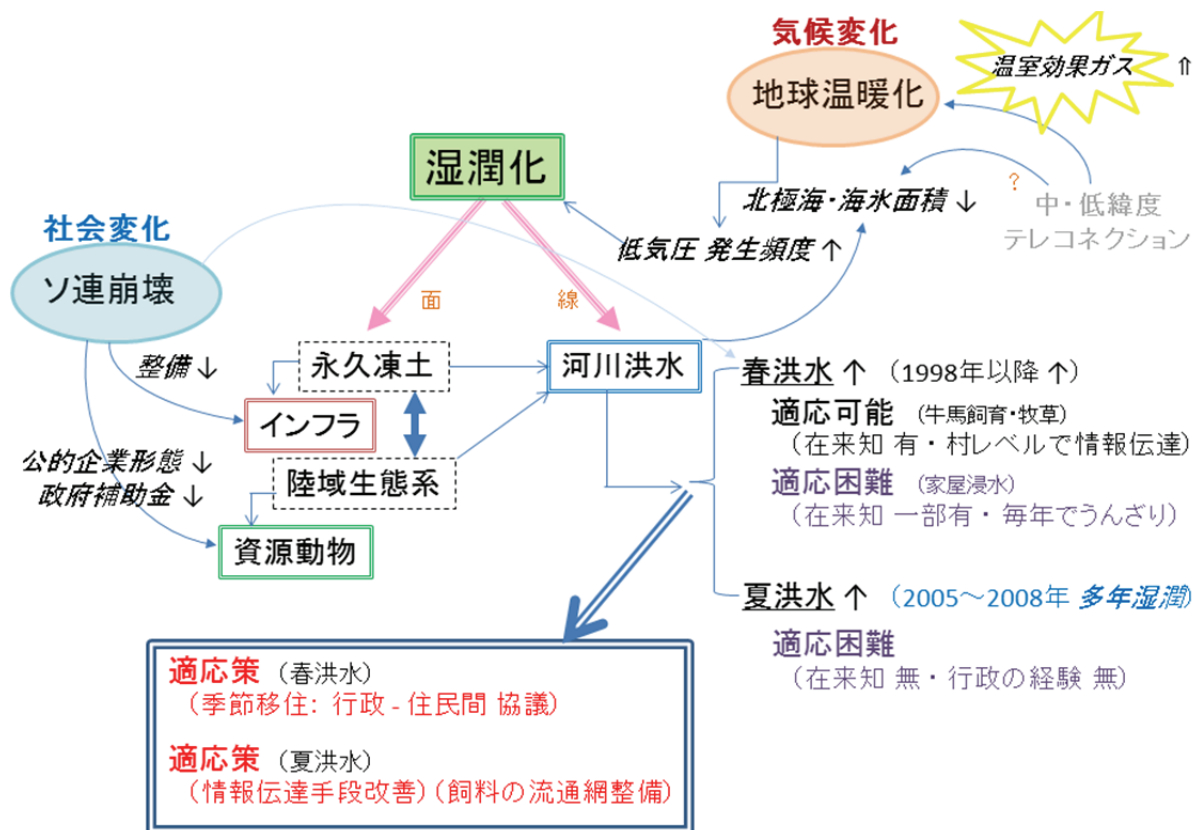 気候変化
地球温暖化
温室効果ガス ⇑
湿潤化
北極海・海氷面積 ↓
?
中・低緯度
テレコネクション
低気圧 発生頻度 ↑
社会変化
ソ連崩壊
面
線
整備 ↓
永久凍土
河川洪水
インフラ
公的企業形態 ↓
政府補助金 ↓
陸域生態系
資源動物
春洪水 ↑ (1998年以降 ↑)
適応可能 (牛馬飼育・牧草)
(在来知 有・村レベルで情報伝達)
適応困難 (家屋浸水)
(在来知 一部有・毎年でうんざり)
夏洪水 ↑ (2005～2008年 多年湿潤)
適応困難
(在来知 無・行政の経験 無)
適応策 (春洪水)
(季節移住: 行政 - 住民間 協議)
適応策 (夏洪水)
(情報伝達手段改善) (飼料の流通網整備)